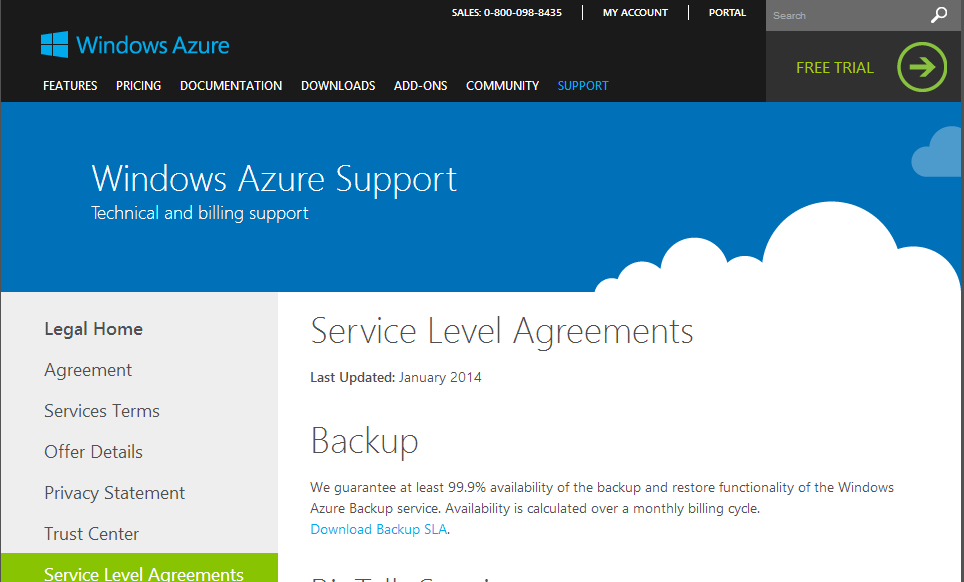 SALES: 0-800-098-8435 MY ACCOUNT PORTAL Search
Windows Azure
FREE TRIAL
FEATURES PRICING DOCUMENTATION DOWNLOADS ADD-ONS COMMUNITY SUPPORT
Windows Azure Support
Technical and billing support
Legal Home
Agreement
Services Terms
Offer Details
Privacy Statement
Trust Center
Service Level Agreements
Service Level Agreements
Last Updated: January 2014
Backup
We guarantee at least 99.9% availability of the backup and restore functionality of the Windows
Azure Backup service. Availability is calculated over a monthly billing cycle.
Download Backup SLA.